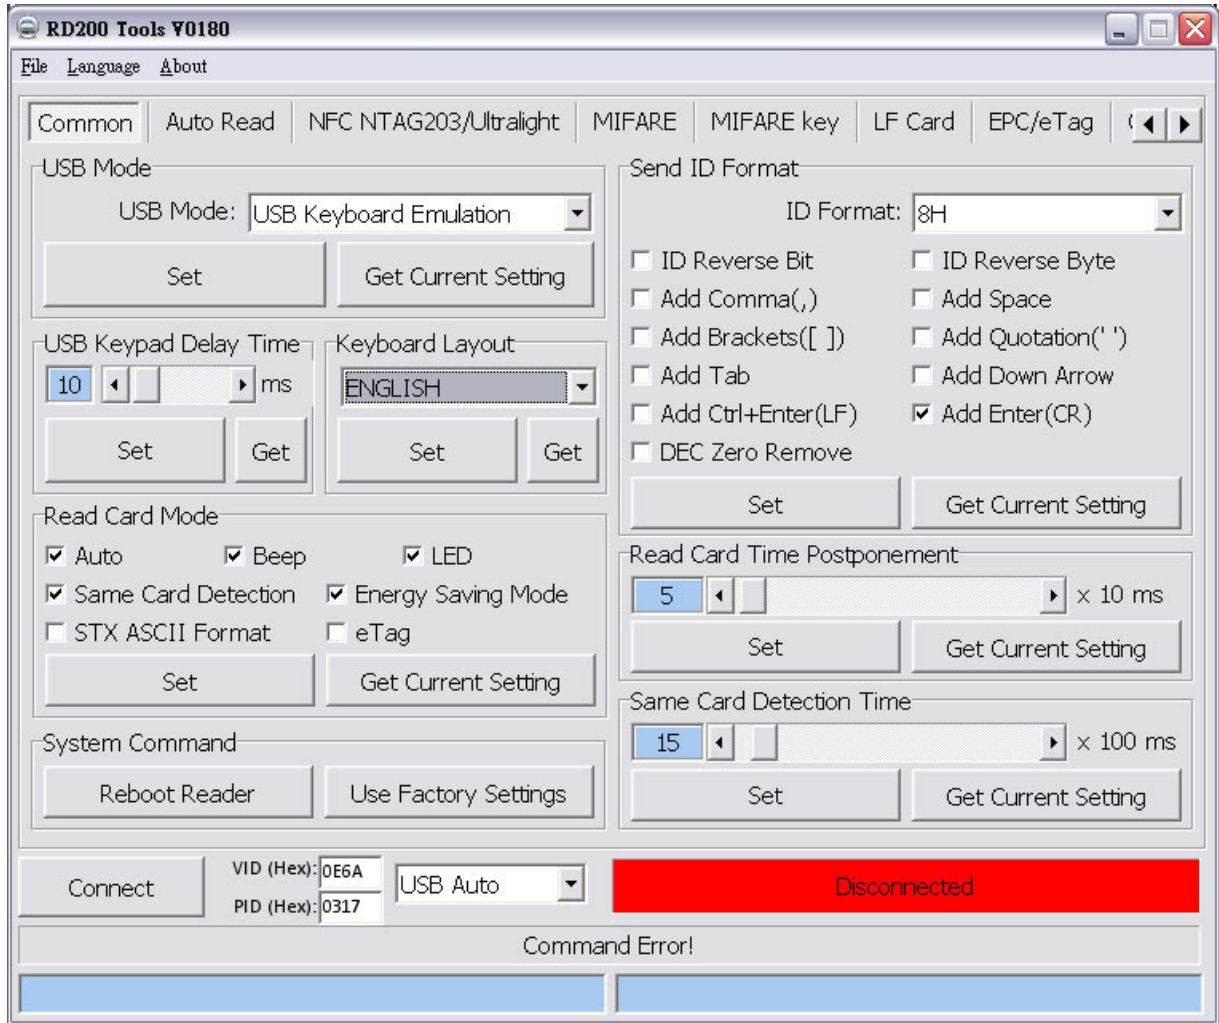 RD200 Tools V0180
File Language About
Common Auto Read NFC NTAG203/Ultralight MIFARE MIFARE key LF Card EPC/eTag
USB Mode
USB Mode: USB Keyboard Emulation
Set Get Current Setting
USB Keypad Delay Time
10 ms
Set Get
Keyboard Layout
ENGLISH
Set Get
Read Card Mode
Auto Beep LED
Same Card Detection Energy Saving Mode
STX ASCII Format eTag
Set Get Current Setting
System Command
Reboot Reader Use Factory Settings
Send ID Format
ID Format: 8H
ID Reverse Bit ID Reverse Byte
Add Comma(,) Add Space
Add Brackets([ ]) Add Quotation(' ')
Add Tab Add Down Arrow
Add Ctrl+Enter(LF) Add Enter(CR)
DEC Zero Remove
Set Get Current Setting
Read Card Time Postponement
5 x 10 ms
Set Get Current Setting
Same Card Detection Time
15 x 100 ms
Set Get Current Setting
Connect
VID (Hex): 0E6A
PID (Hex): 0317
USB Auto
Disconnected
Command Error!